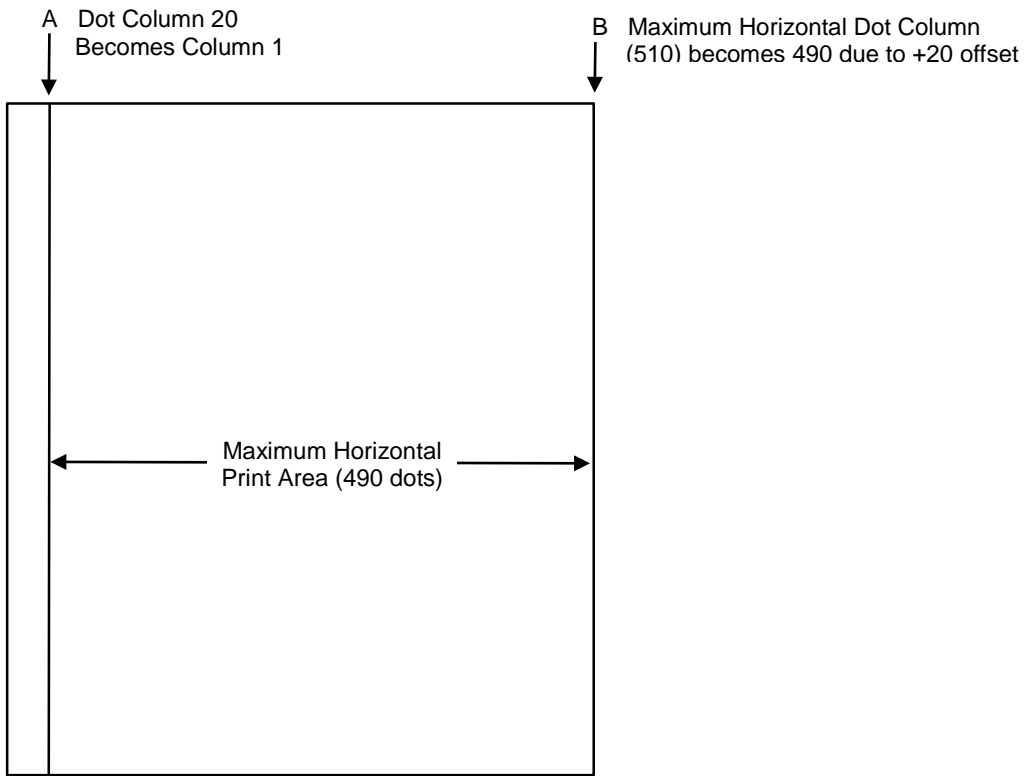 A Dot Column 20
Becomes Column 1
B Maximum Horizontal Dot Column
(510) becomes 490 due to +20 offset
Maximum Horizontal
Print Area (490 dots)